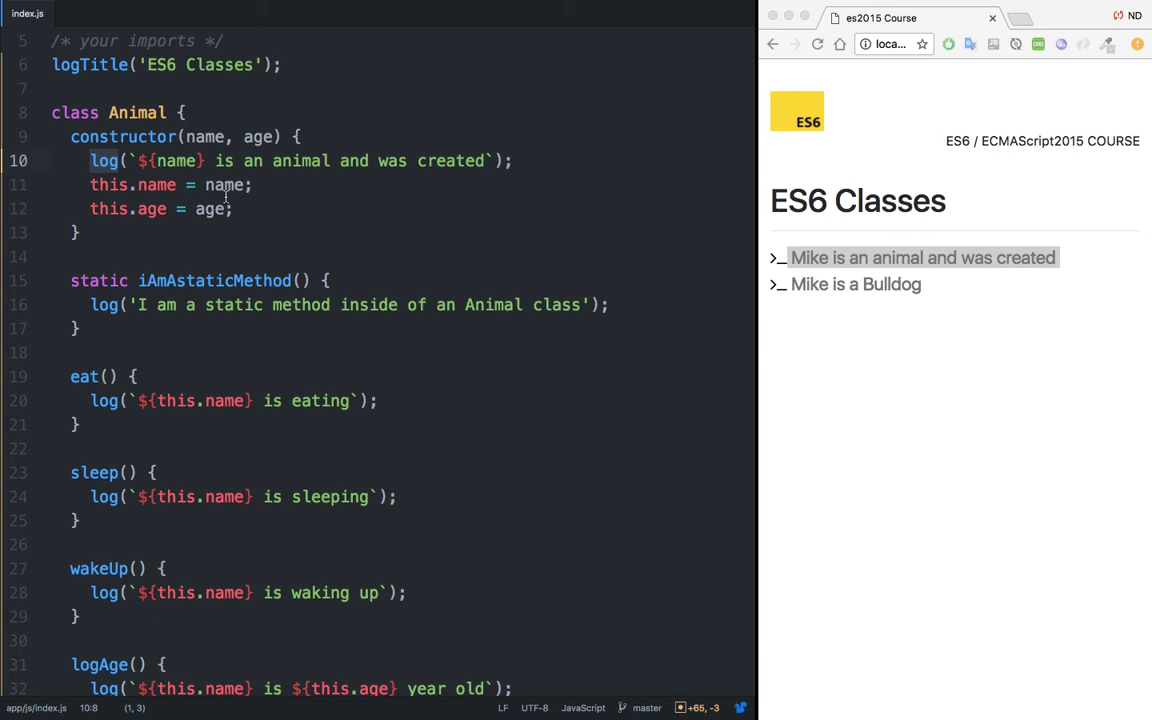 index.js
5 /* your imports */
6 logTitle('ES6 Classes');
7
8 class Animal {
9 constructor(name, age) {
10 log(`${name} is an animal and was created`);
11 this.name = name;
12 this.age = age;
13 }
14
15 static iAmAstaticMethod() {
16 log('I am a static method inside of an Animal class');
17 }
18
19 eat() {
20 log(`${this.name} is eating`);
21 }
22
23 sleep() {
24 log(`${this.name} is sleeping`);
25 }
26
27 wakeUp() {
28 log(`${this.name} is waking up`);
29 }
30
31 logAge() {
32 log(`${this.name} is ${this.age} year old`);
app/js/index.js 10:8 (1, 3) LF UTF-8 JavaScript master +65, -3
es2015 Course
ND
loca...
ES6
ES6 / ECMAScript2015 COURSE
ES6 Classes
>_ Mike is an animal and was created
>_ Mike is a Bulldog